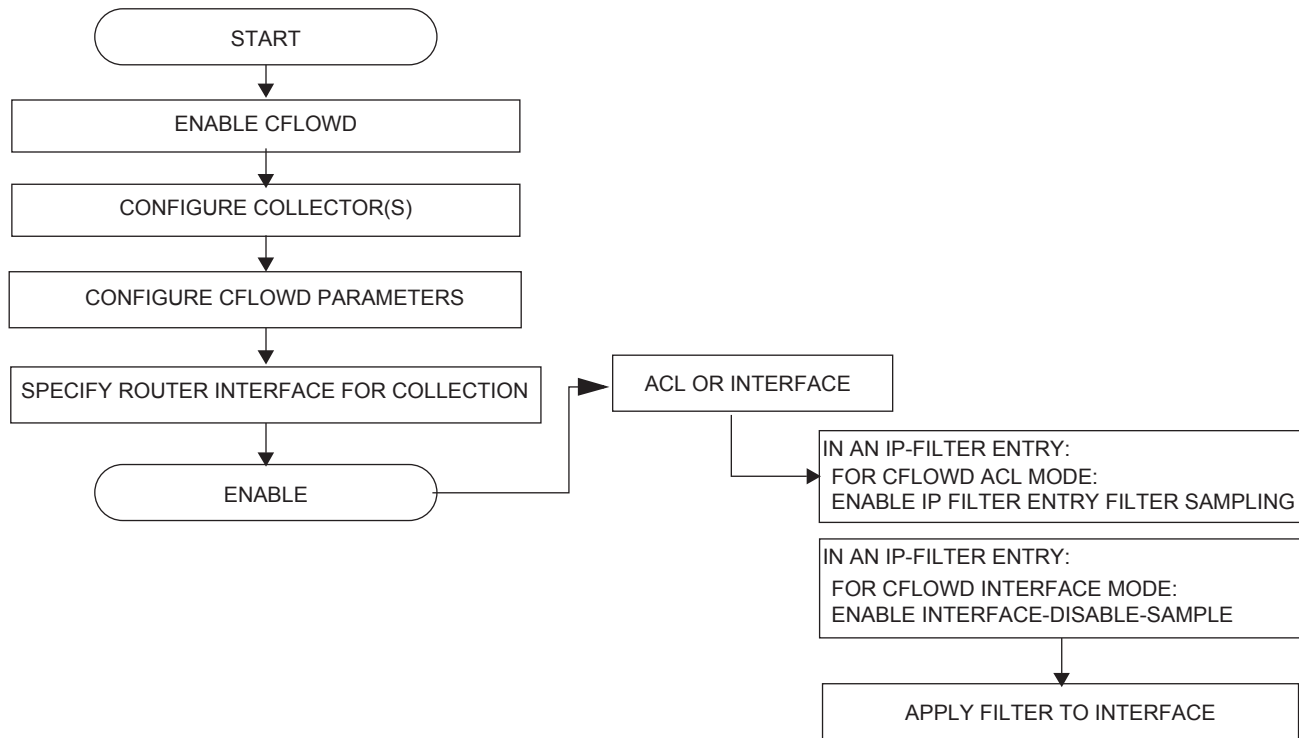 START
ENABLE CFLOWD
CONFIGURE COLLECTOR(S)
CONFIGURE CFLOWD PARAMETERS
SPECIFY ROUTER INTERFACE FOR COLLECTION
ENABLE
ACL OR INTERFACE
IN AN IP-FILTER ENTRY:
FOR CFLOWD ACL MODE:
ENABLE IP FILTER ENTRY FILTER SAMPLING
IN AN IP-FILTER ENTRY:
FOR CFLOWD INTERFACE MODE:
ENABLE INTERFACE-DISABLE-SAMPLE
APPLY FILTER TO INTERFACE